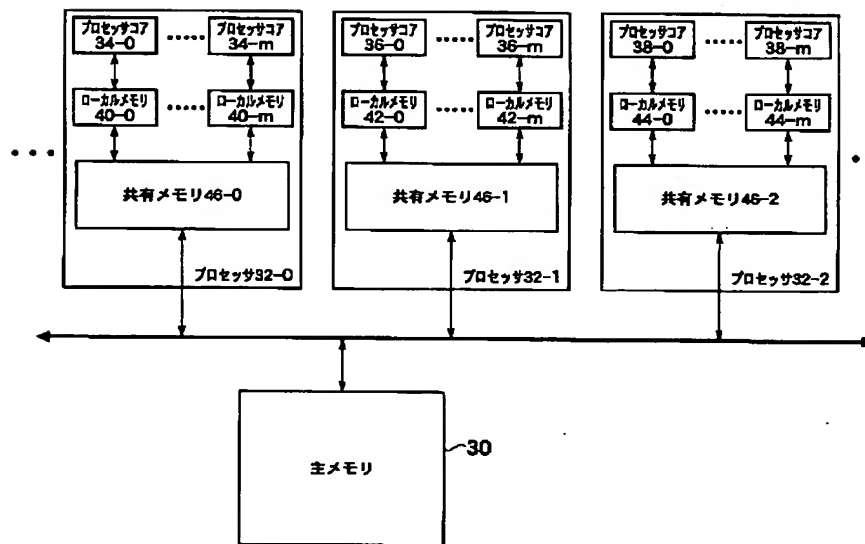 プロセッサコア
34-0
・・・・・
プロセッサコア
34-m
ローカルメモリ
40-0
・・・・・
ローカルメモリ
40-m
共有メモリ46-0
プロセッサ32-0
プロセッサコア
36-0
・・・・・
プロセッサコア
36-m
ローカルメモリ
42-0
・・・・・
ローカルメモリ
42-m
共有メモリ46-1
プロセッサ32-1
プロセッサコア
38-0
・・・・・
プロセッサコア
38-m
ローカルメモリ
44-0
・・・・・
ローカルメモリ
44-m
共有メモリ46-2
プロセッサ32-2
主メモリ
30